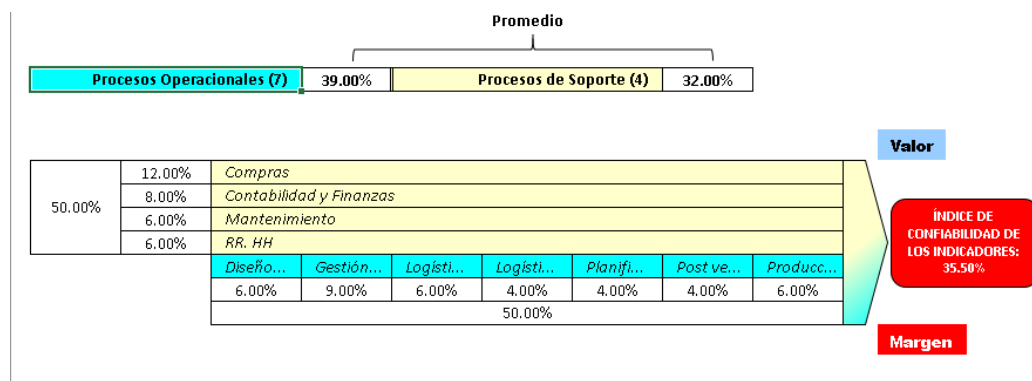 Promedio
Procesos Operacionales (7) 39.00% Procesos de Soporte (4) 32.00%
Valor
50.00%
12.00% Compras
8.00% Contabilidad y Finanzas
6.00% Mantenimiento
6.00% RR. HH
ÍNDICE DE
CONFIABILIDAD DE
LOS INDICADORES:
35.50%
Diseño... Gestión... Logísti... Logísti... Planifi... Post ve... Producc...
6.00% 9.00% 6.00% 4.00% 4.00% 4.00% 6.00%
50.00%
Margen